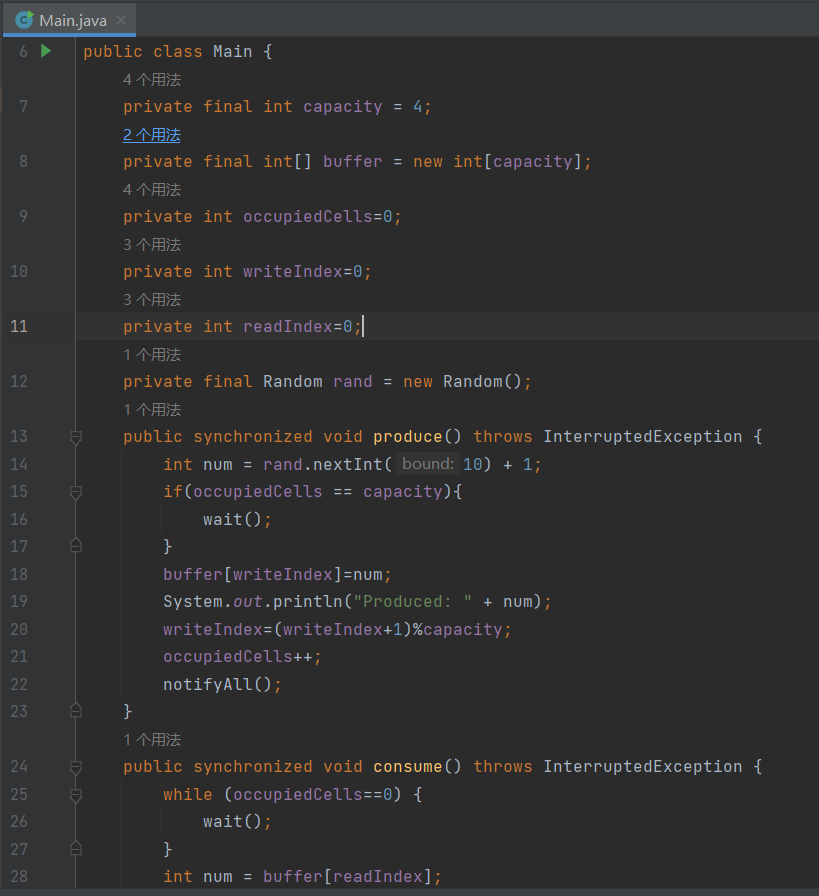 Main.java
6 public class Main {
4 个用法
7 private final int capacity = 4;
2 个用法
8 private final int[] buffer = new int[capacity];
4 个用法
9 private int occupiedCells=0;
3 个用法
10 private int writeIndex=0;
3 个用法
11 private int readIndex=0;
1 个用法
12 private final Random rand = new Random();
1 个用法
13 public synchronized void produce() throws InterruptedException {
14 int num = rand.nextInt( bound: 10) + 1;
15 if(occupiedCells == capacity){
16 wait();
17 }
18 buffer[writeIndex]=num;
19 System.out.println("Produced: " + num);
20 writeIndex=(writeIndex+1)%capacity;
21 occupiedCells++;
22 notifyAll();
23 }
1 个用法
24 public synchronized void consume() throws InterruptedException {
25 while (occupiedCells==0) {
26 wait();
27 }
28 int num = buffer[readIndex];